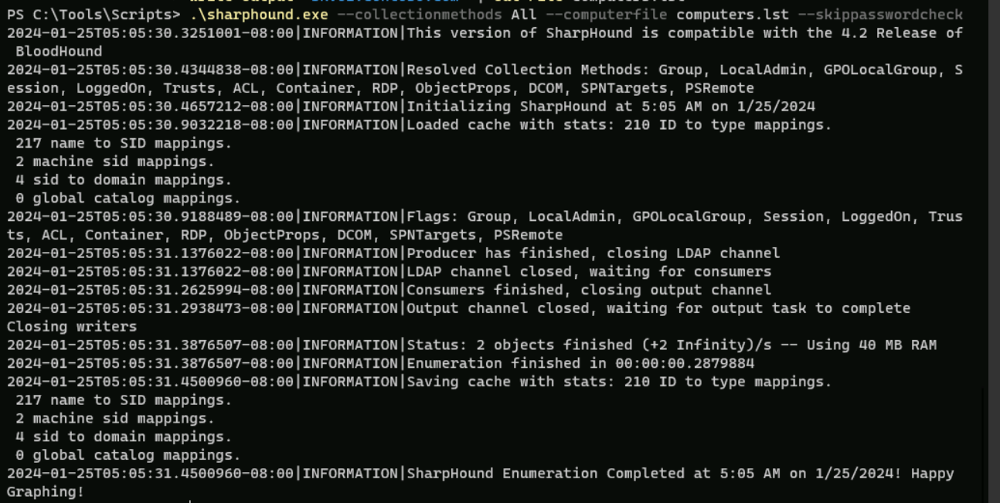 PS C:\Tools\Scripts> .\sharphound.exe --collectionmethods All --computerfile computers.lst --skippasswordcheck
2024-01-25T05:05:30.3251001-08:00|INFORMATION|This version of SharpHound is compatible with the 4.2 Release of
 BloodHound
2024-01-25T05:05:30.4344838-08:00|INFORMATION|Resolved Collection Methods: Group, LocalAdmin, GPOLocalGroup, S
ession, LoggedOn, Trusts, ACL, Container, RDP, ObjectProps, DCOM, SPNTargets, PSRemote
2024-01-25T05:05:30.4657212-08:00|INFORMATION|Initializing SharpHound at 5:05 AM on 1/25/2024
2024-01-25T05:05:30.9032218-08:00|INFORMATION|Loaded cache with stats: 210 ID to type mappings.
 217 name to SID mappings.
 2 machine sid mappings.
 4 sid to domain mappings.
 0 global catalog mappings.
2024-01-25T05:05:30.9188489-08:00|INFORMATION|Flags: Group, LocalAdmin, GPOLocalGroup, Session, LoggedOn, Trus
ts, ACL, Container, RDP, ObjectProps, DCOM, SPNTargets, PSRemote
2024-01-25T05:05:31.1376022-08:00|INFORMATION|Producer has finished, closing LDAP channel
2024-01-25T05:05:31.1376022-08:00|INFORMATION|LDAP channel closed, waiting for consumers
2024-01-25T05:05:31.2625994-08:00|INFORMATION|Consumers finished, closing output channel
2024-01-25T05:05:31.2938473-08:00|INFORMATION|Output channel closed, waiting for output task to complete
Closing writers
2024-01-25T05:05:31.3876507-08:00|INFORMATION|Status: 2 objects finished (+2 Infinity)/s -- Using 40 MB RAM
2024-01-25T05:05:31.3876507-08:00|INFORMATION|Enumeration finished in 00:00:00.2879884
2024-01-25T05:05:31.4500960-08:00|INFORMATION|Saving cache with stats: 210 ID to type mappings.
 217 name to SID mappings.
 2 machine sid mappings.
 4 sid to domain mappings.
 0 global catalog mappings.
2024-01-25T05:05:31.4500960-08:00|INFORMATION|SharpHound Enumeration Completed at 5:05 AM on 1/25/2024! Happy
Graphing!